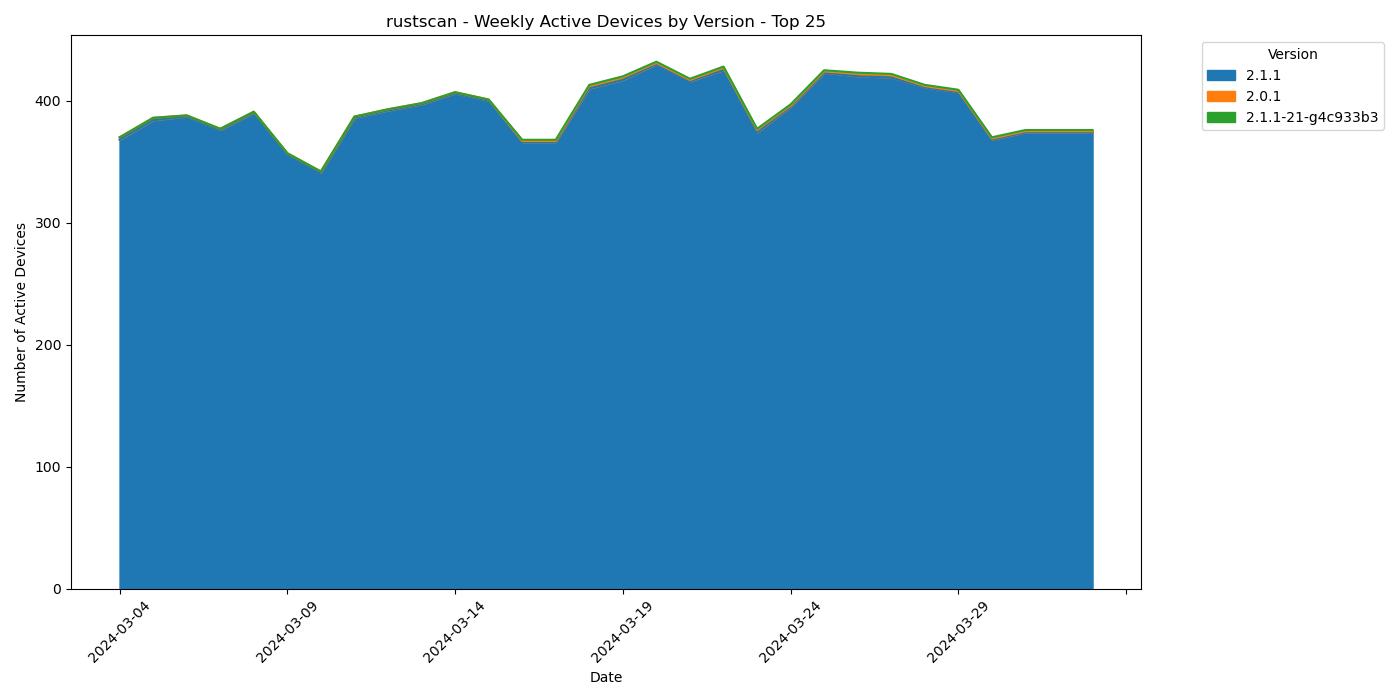 rustscan - Weekly Active Devices by Version - Top 25
Number of Active Devices
400
300
200
100
0
2024-03-04
2024-03-09
2024-03-14
2024-03-19
2024-03-24
2024-03-29
Date
Version
2.1.1
2.0.1
2.1.1-21-g4c933b3